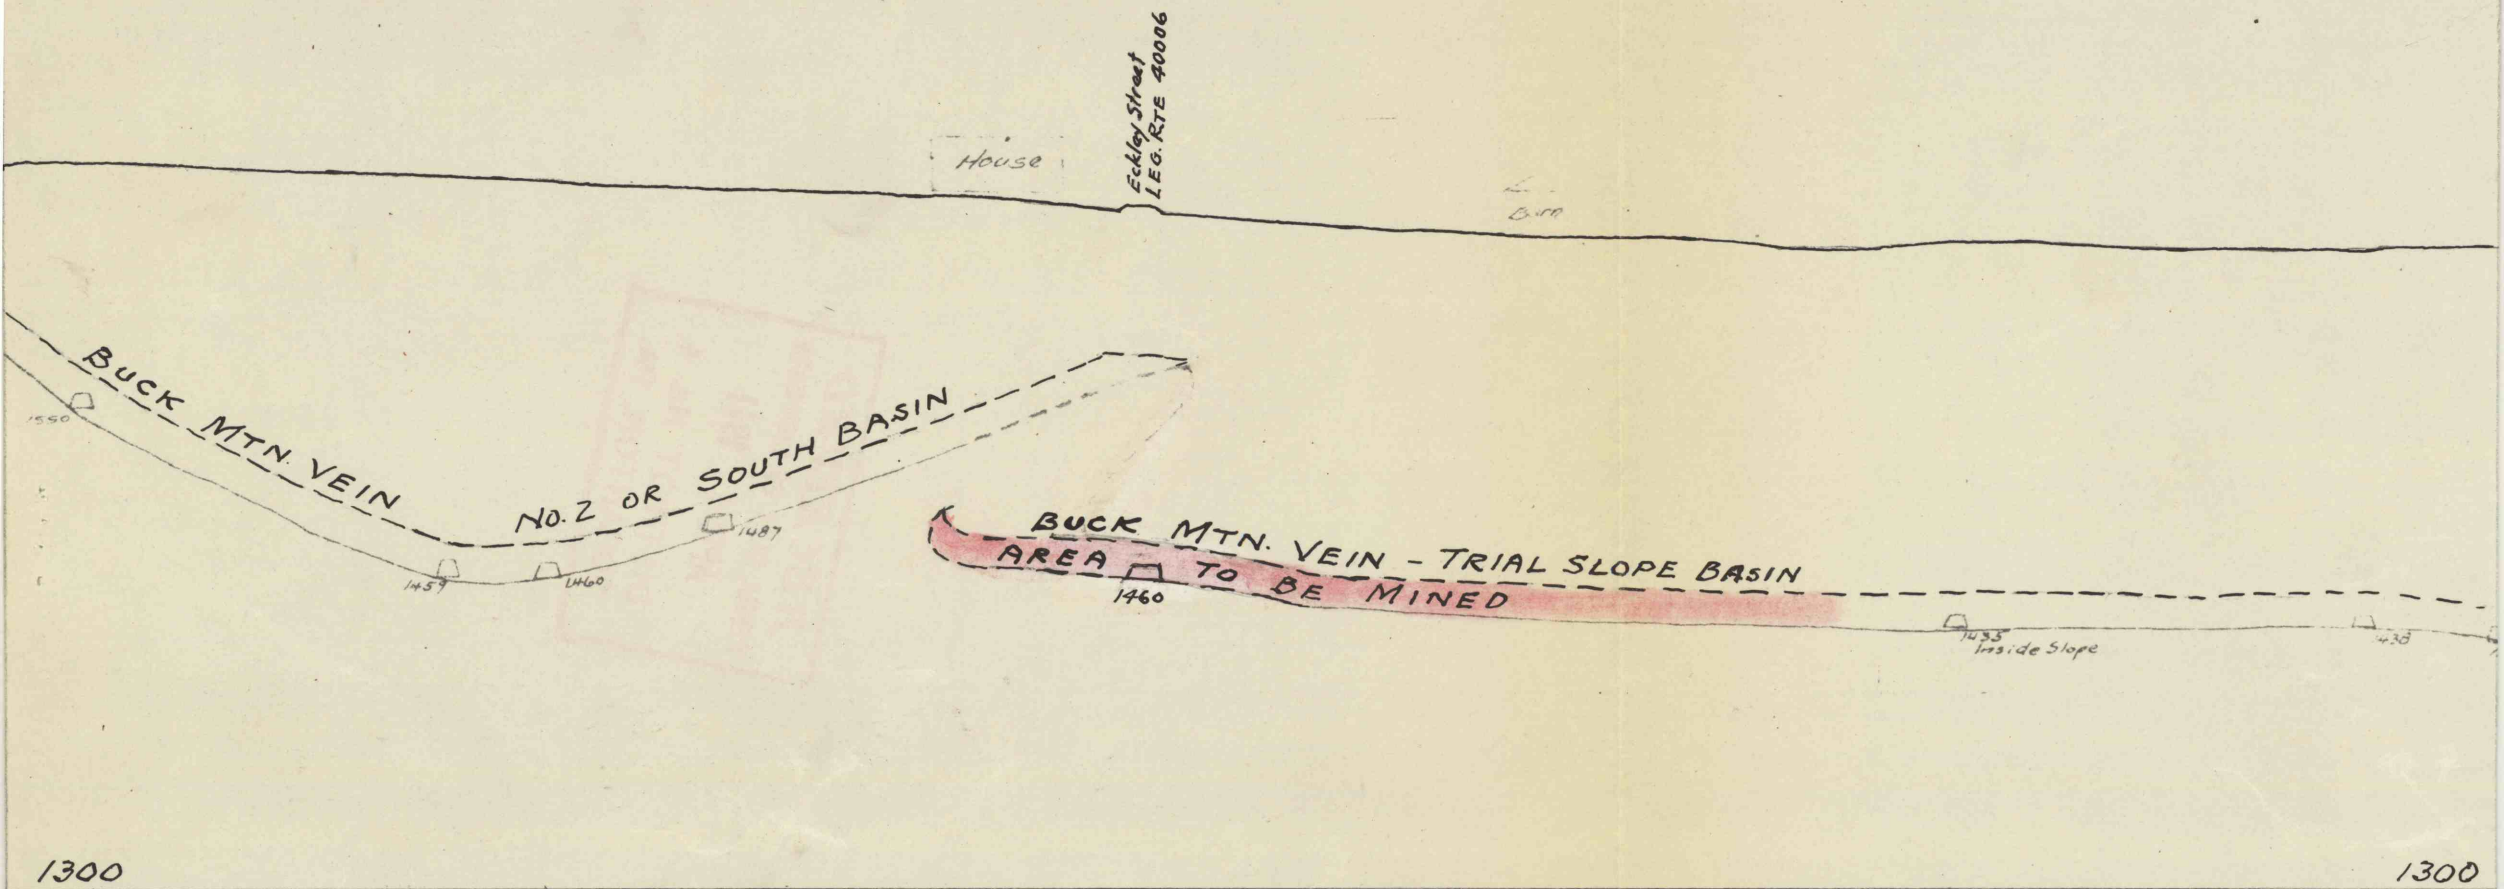 Eckley Street
LEG. RTE 40006
House
BUCK MTN. VEIN
NO. 2 OR SOUTH BASIN
1550
1459
1460
1487
BUCK MTN. VEIN - TRIAL SLOPE BASIN
AREA TO BE MINED
1460
1435
Inside Slope
1300
1300